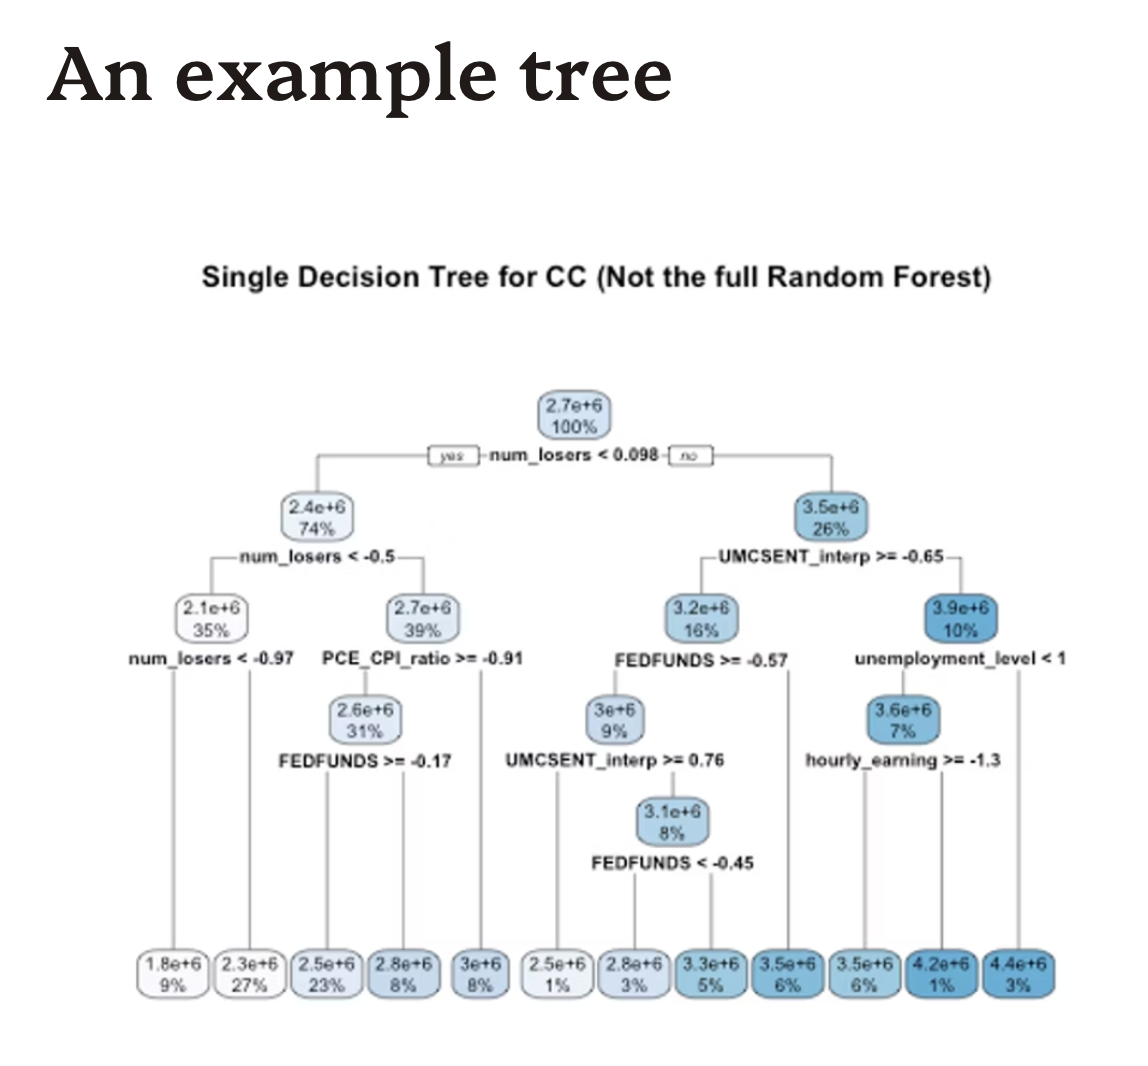 An example tree
Single Decision Tree for CC (Not the full Random Forest)
2.7e+6
100%
yes num_losers < 0.098 no
2.4e+6
74%
3.5e+6
26%
num_losers < -0.5
UMCSENT_interp >= -0.65
2.1e+6
35%
2.7e+6
39%
3.2e+6
16%
3.9e+6
10%
num_losers < -0.97
PCE_CPI_ratio >= -0.91
FEDFUNDS >= -0.57
unemployment_level < 1
2.6e+6
31%
3e+6
9%
3.6e+6
7%
FEDFUNDS >= -0.17
UMCSENT_interp >= 0.76
hourly_earning >= -1.3
3.1e+6
8%
FEDFUNDS < -0.45
1.8e+6
9%
2.3e+6
27%
2.5e+6
23%
2.8e+6
8%
3e+6
8%
2.5e+6
1%
2.8e+6
3%
3.3e+6
5%
3.5e+6
6%
3.5e+6
6%
4.2e+6
1%
4.4e+6
3%